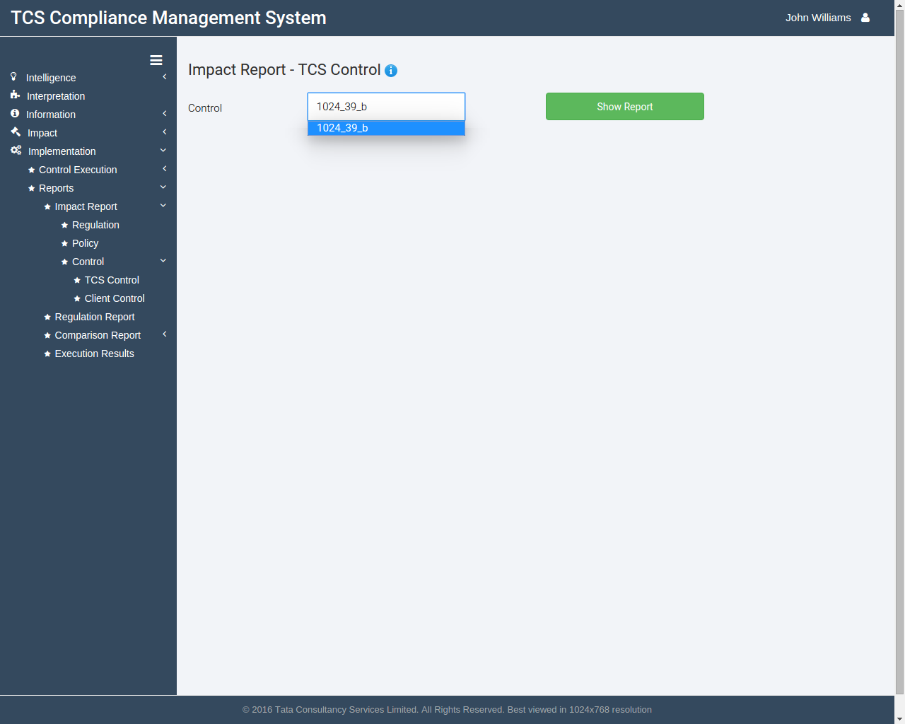 TCS Compliance Management System
John Williams
Intelligence
Interpretation
Information
Impact
Implementation
Control Execution
Reports
Impact Report
Regulation
Policy
Control
TCS Control
Client Control
Regulation Report
Comparison Report
Execution Results
Impact Report - TCS Control
Control
1024_39_b
1024_39_b
Show Report
© 2016 Tata Consultancy Services Limited. All Rights Reserved. Best viewed in 1024x768 resolution